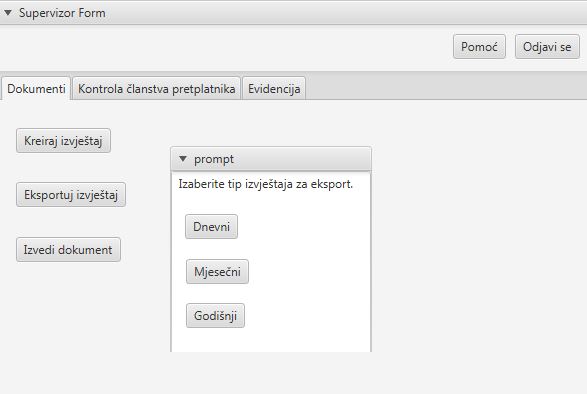 Supervizor Form
Pomoć
Odjavi se
Dokumenti
Kontrola članstva pretplatnika
Evidencija
Kreiraj izvještaj
Eksportuj izvještaj
Izvedi dokument
prompt
Izaberite tip izvještaja za eksport.
Dnevni
Mjesečni
Godišnji